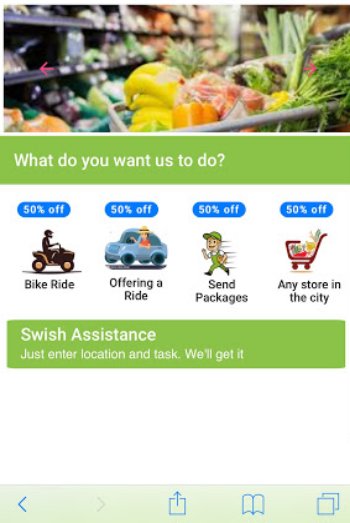 What do you want us to do?
50% off
50% off
50% off
50% off
Bike Ride
Offering a
Ride
Send
Packages
Any store in
the city
Swish Assistance
Just enter location and task. We'll get it